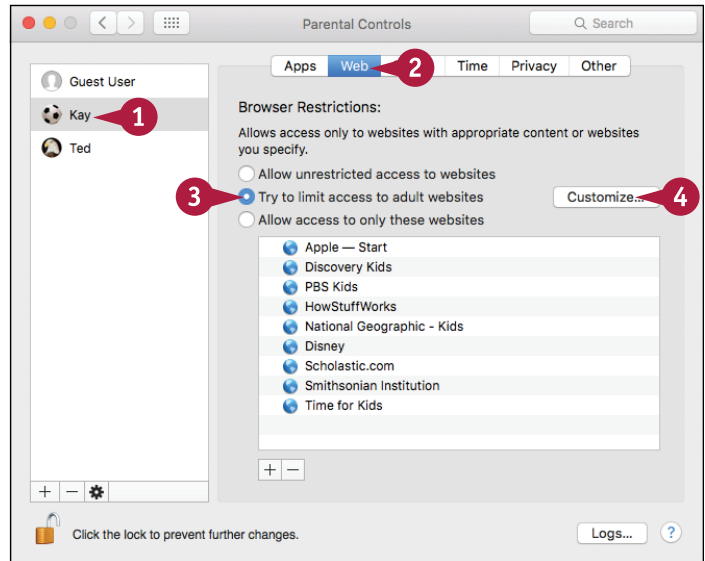 Parental Controls
Search
Guest User
Kay
Ted
1
Apps
Web
2
Time
Privacy
Other
Browser Restrictions:
Allows access only to websites with appropriate content or websites
you specify.
Allow unrestricted access to websites
3
Try to limit access to adult websites
Customize...
4
Allow access to only these websites
Apple — Start
Discovery Kids
PBS Kids
HowStuffWorks
National Geographic - Kids
Disney
Scholastic.com
Smithsonian Institution
Time for Kids
+ −
+ −
Click the lock to prevent further changes.
Logs...
?